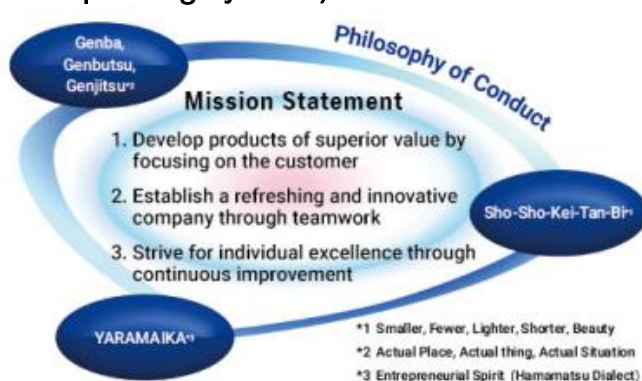 Genba,
Genbutsu,
Genjitsu*²
Philosophy of Conduct
Mission Statement
1. Develop products of superior value by
focusing on the customer
2. Establish a refreshing and innovative
company through teamwork
3. Strive for individual excellence through
continuous improvement
Sho-Sho-Kei-Tan-Bi*¹
YARAMAIKA*³
*1 Smaller, Fewer, Lighter, Shorter, Beauty
*2 Actual Place, Actual thing, Actual Situation
*3 Entrepreneurial Spirit (Hamamatsu Dialect)